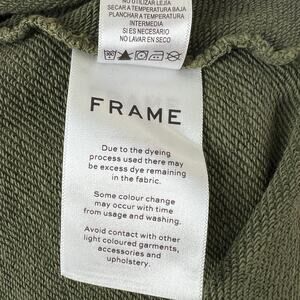 NO UTILIZAR LEJIA
SECAR A TEMPERATURA BAJA
PLANCHAR A TEMPERATURA
INTERMEDIA
SI ES NECESARIO
NO LAVAR EN SECO
FRAME
Due to the dyeing
process used there may
be excess dye remaining
in the fabric.
Some colour change
may occur with time
from usage and washing.
Avoid contact with other
light coloured garments,
accessories and
upholstery.